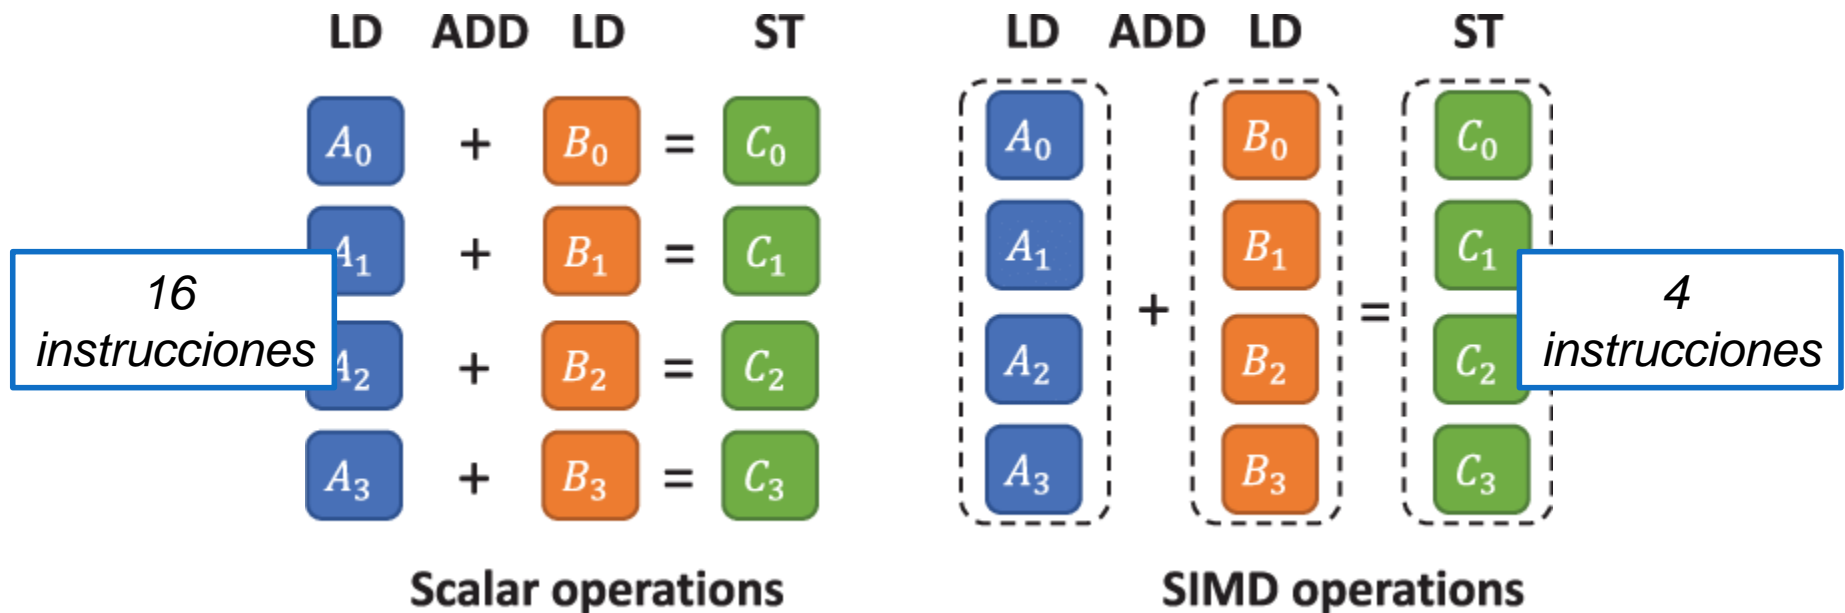 LD ADD LD ST LD ADD LD ST
A₀ + B₀ = C₀ A₀ B₀ C₀
A₁ + B₁ = C₁ A₁ B₁ C₁
16
instrucciones
+ =
4
instrucciones
A₂ + B₂ = C₂ A₂ B₂ C₂
A₃ + B₃ = C₃ A₃ B₃ C₃
Scalar operations SIMD operations